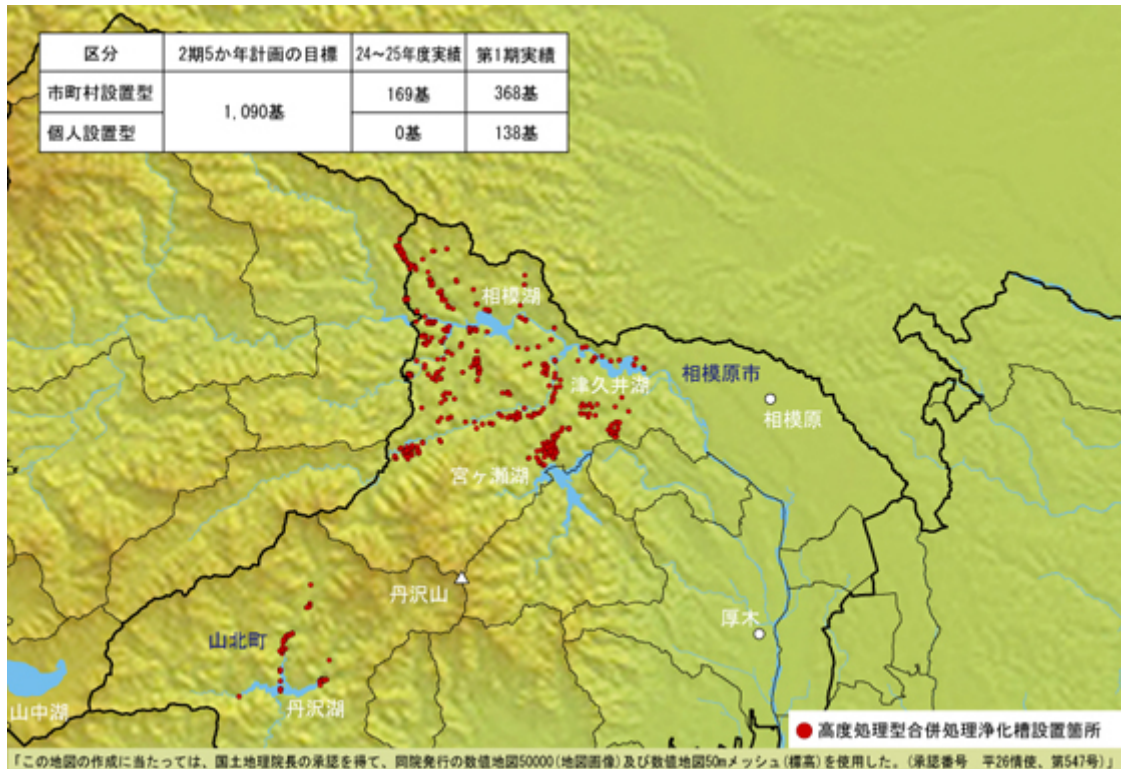 区分 2期5か年計画の目標 24～25年度実績 第1期実績
市町村設置型 1,090基 169基 368基
個人設置型 0基 138基
相模湖
津久井湖
相模原市
相模原
宮ヶ瀬湖
丹沢山
厚木
山北町
丹沢湖
山中湖
高度処理型合併処理浄化槽設置箇所
「この地図の作成に当たっては、国土地理院長の承認を得て、同院発行の数値地図50000(地図画像)及び数値地図50mメッシュ(標高)を使用した。(承認番号 平26情使、第547号)」